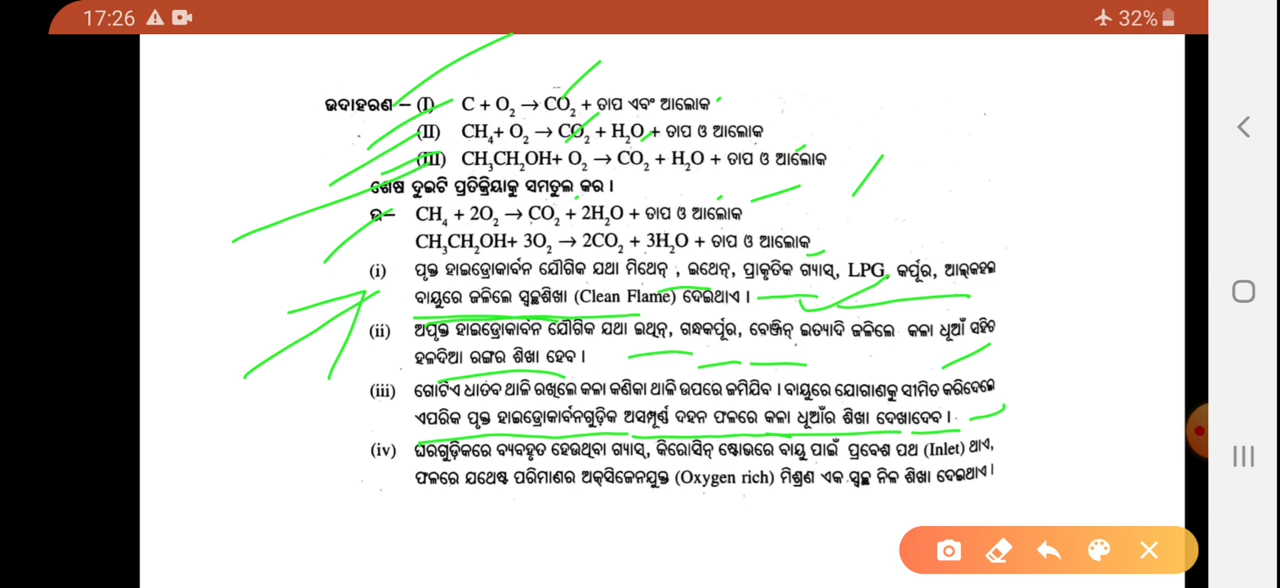 17:26
32%
ଉଦାହରଣ – (I) C + O₂ → CO₂ + ତାପ ଏବଂ ଆଲୋକ
(II) CH₄ + O₂ → CO₂ + H₂O + ତାପ ଓ ଆଲୋକ
(III) CH₃CH₂OH + O₂ → CO₂ + H₂O + ତାପ ଓ ଆଲୋକ
ଶେଷ ଦୁଇଟି ପ୍ରତିକ୍ରିୟାକୁ ସମତୁଲ କର ।
ଉ– CH₄ + 2O₂ → CO₂ + 2H₂O + ତାପ ଓ ଆଲୋକ
CH₃CH₂OH + 3O₂ → 2CO₂ + 3H₂O + ତାପ ଓ ଆଲୋକ
(i) ପୃକ୍ତ ହାଇଡ୍ରୋକାର୍ବନ ଯୌଗିକ ଯଥା ମିଥେନ୍ , ଇଥେନ୍, ପ୍ରାକୃତିକ ଗ୍ୟାସ୍, LPG, କର୍ପୂର, ଆଲ୍‌କହଲ
ବାୟୁରେ ଜଳିଲେ ସ୍ୱଚ୍ଛଶିଖା (Clean Flame) ଦେଇଥାଏ ।
(ii) ଅପୃକ୍ତ ହାଇଡ୍ରୋକାର୍ବନ ଯୌଗିକ ଯଥା ଇଥିନ୍, ଗନ୍ଧକର୍ପୂର, ବେଞ୍ଜିନ୍ ଇତ୍ୟାଦି ଜଳିଲେ କଳା ଧୂଆଁ ସହିତ
ହଳଦିଆ ରଙ୍ଗର ଶିଖା ହେବ ।
(iii) ଗୋଟିଏ ଧାତବ ଥାଳି ରଖିଲେ କଳା କଣିକା ଥାଳି ଉପରେ ଜମିଯିବ । ବାୟୁରେ ଯୋଗାଣକୁ ସୀମିତ କରିଦେଲେ
ଏପରିକ ପୃକ୍ତ ହାଇଡ୍ରୋକାର୍ବନଗୁଡ଼ିକ ଅସମ୍ପୂର୍ଣ୍ଣ ଦହନ ଫଳରେ କଳା ଧୂଆଁର ଶିଖା ଦେଖାଦେବ ।
(iv) ଘରଗୁଡ଼ିକରେ ବ୍ୟବହୃତ ହେଉଥିବା ଗ୍ୟାସ୍, କିରୋସିନ୍ ଷ୍ଟୋଭରେ ବାୟୁ ପାଇଁ ପ୍ରବେଶ ପଥ (Inlet) ଥାଏ,
ଫଳରେ ଯଥେଷ୍ଟ ପରିମାଣର ଅକ୍‌ସିଜେନଯୁକ୍ତ (Oxygen rich) ମିଶ୍ରଣ ଏକ ସ୍ୱଚ୍ଛ ନିଳ ଶିଖା ଦେଇଥାଏ ।